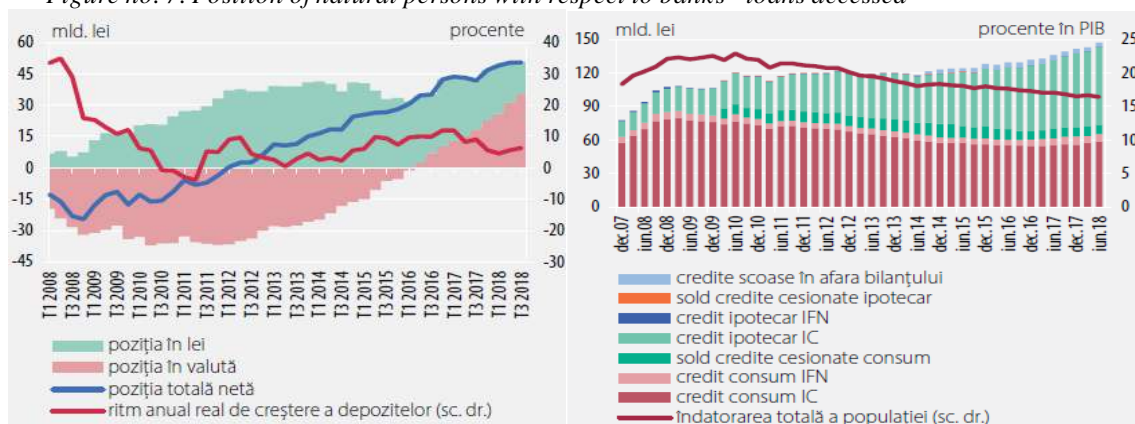 Figure no. 7. Position of natural persons with respect to banks - loans accessed
mld. lei
procente
60
45
30
15
0
-15
-30
-45
40
30
20
10
0
-10
-20
-30
T1 2008
T3 2008
T1 2009
T3 2009
T1 2010
T3 2010
T1 2011
T3 2011
T1 2012
T3 2012
T1 2013
T3 2013
T1 2014
T3 2014
T1 2015
T3 2015
T1 2016
T3 2016
T1 2017
T3 2017
T1 2018
T3 2018
poziția în lei
poziția în valută
poziția totală netă
ritm anual real de creștere a depozitelor (sc. dr.)
mld. lei
procente în PIB
150
120
90
60
30
0
25
20
15
10
5
0
dec.07
iun.08
dec.08
iun.09
dec.09
iun.10
dec.10
iun.11
dec.11
iun.12
dec.12
iun.13
dec.13
iun.14
dec.14
iun.15
dec.15
iun.16
dec.16
iun.17
dec.17
iun.18
credite scoase în afara bilanțului
sold credite cesionate ipotecar
credit ipotecar IFN
credit ipotecar IC
sold credite cesionate consum
credit consum IFN
credit consum IC
îndatorarea totală a populației (sc. dr.)